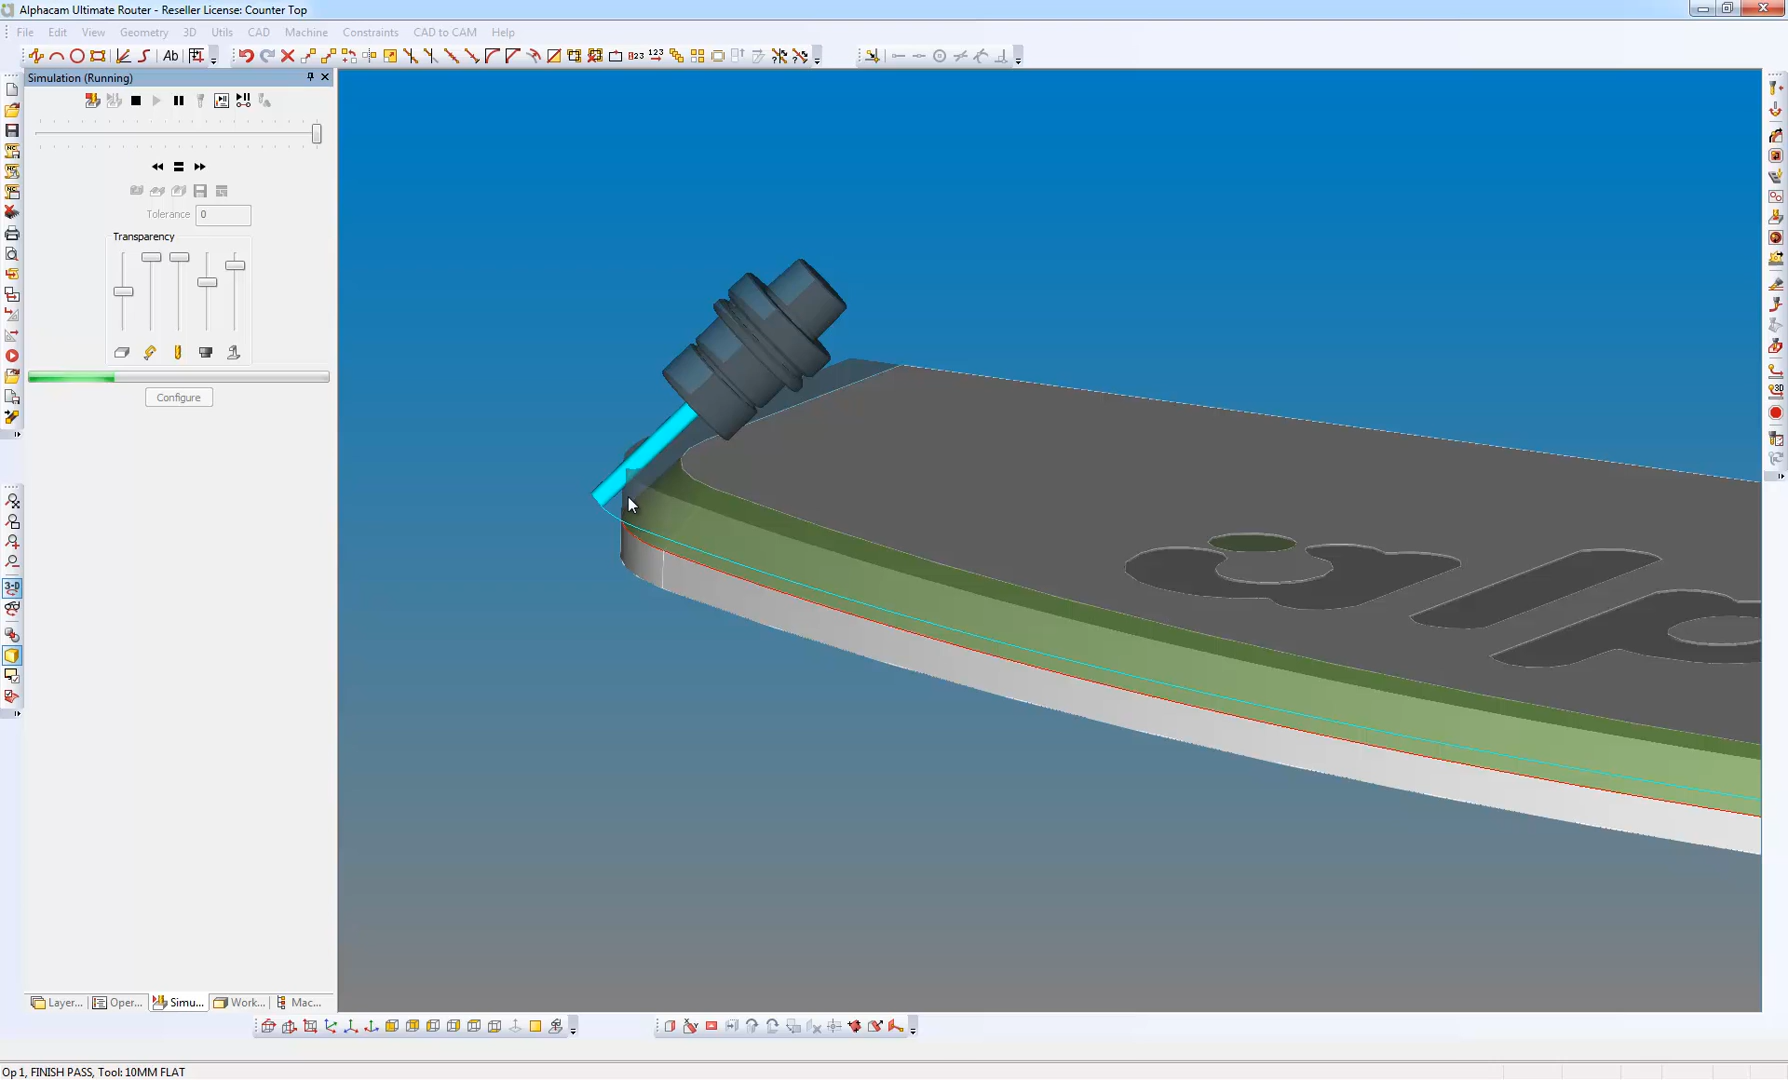 Alphacam Ultimate Router - Reseller License: Counter Top
File Edit View Geometry 3D Utils CAD Machine Constraints CAD to CAM Help
Ab
Simulation (Running)
Tolerance 0
Transparency
Configure
Layer... Oper... Simu... Work... Mac...
Op 1, FINISH PASS, Tool: 10MM FLAT